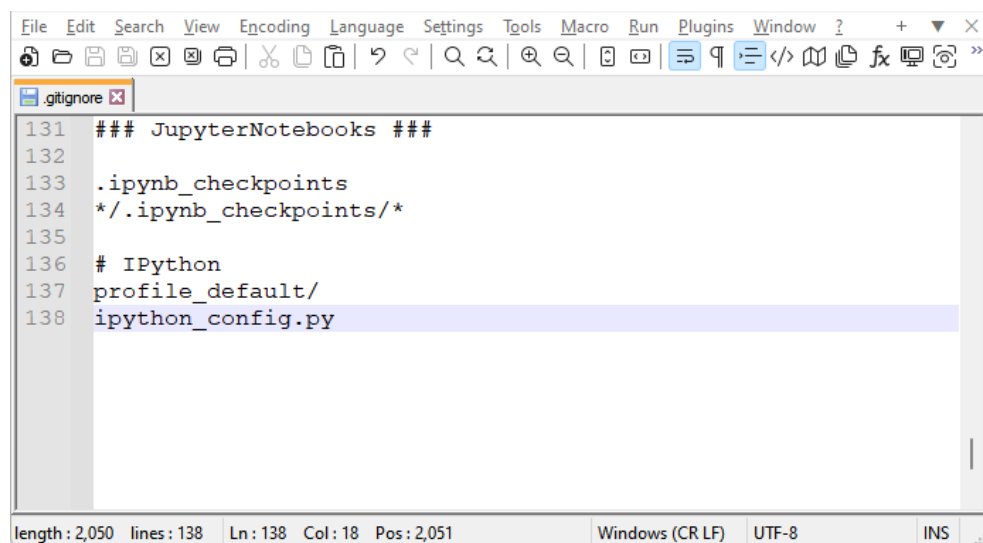 File Edit Search View Encoding Language Settings Tools Macro Run Plugins Window ?
.gitignore
131 ### JupyterNotebooks ###
132
133 .ipynb_checkpoints
134 */.ipynb_checkpoints/*
135
136 # IPython
137 profile_default/
138 ipython_config.py
length : 2,050 lines : 138 Ln : 138 Col : 18 Pos : 2,051 Windows (CR LF) UTF-8 INS